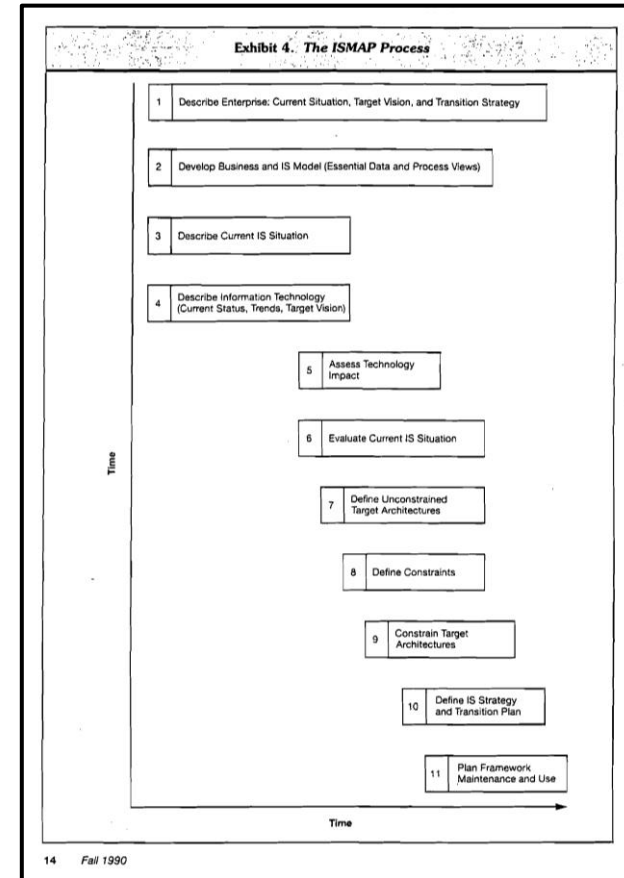 Exhibit 4. The ISMAP Process
1 Describe Enterprise: Current Situation, Target Vision, and Transition Strategy
2 Develop Business and IS Model (Essential Data and Process Views)
3 Describe Current IS Situation
4 Describe Information Technology
(Current Status, Trends, Target Vision)
5 Assess Technology
Impact
6 Evaluate Current IS Situation
Time
7 Define Unconstrained
Target Architectures
8 Define Constraints
9 Constrain Target
Architectures
10 Define IS Strategy
and Transition Plan
11 Plan Framework
Maintenance and Use
Time
14 Fall 1990